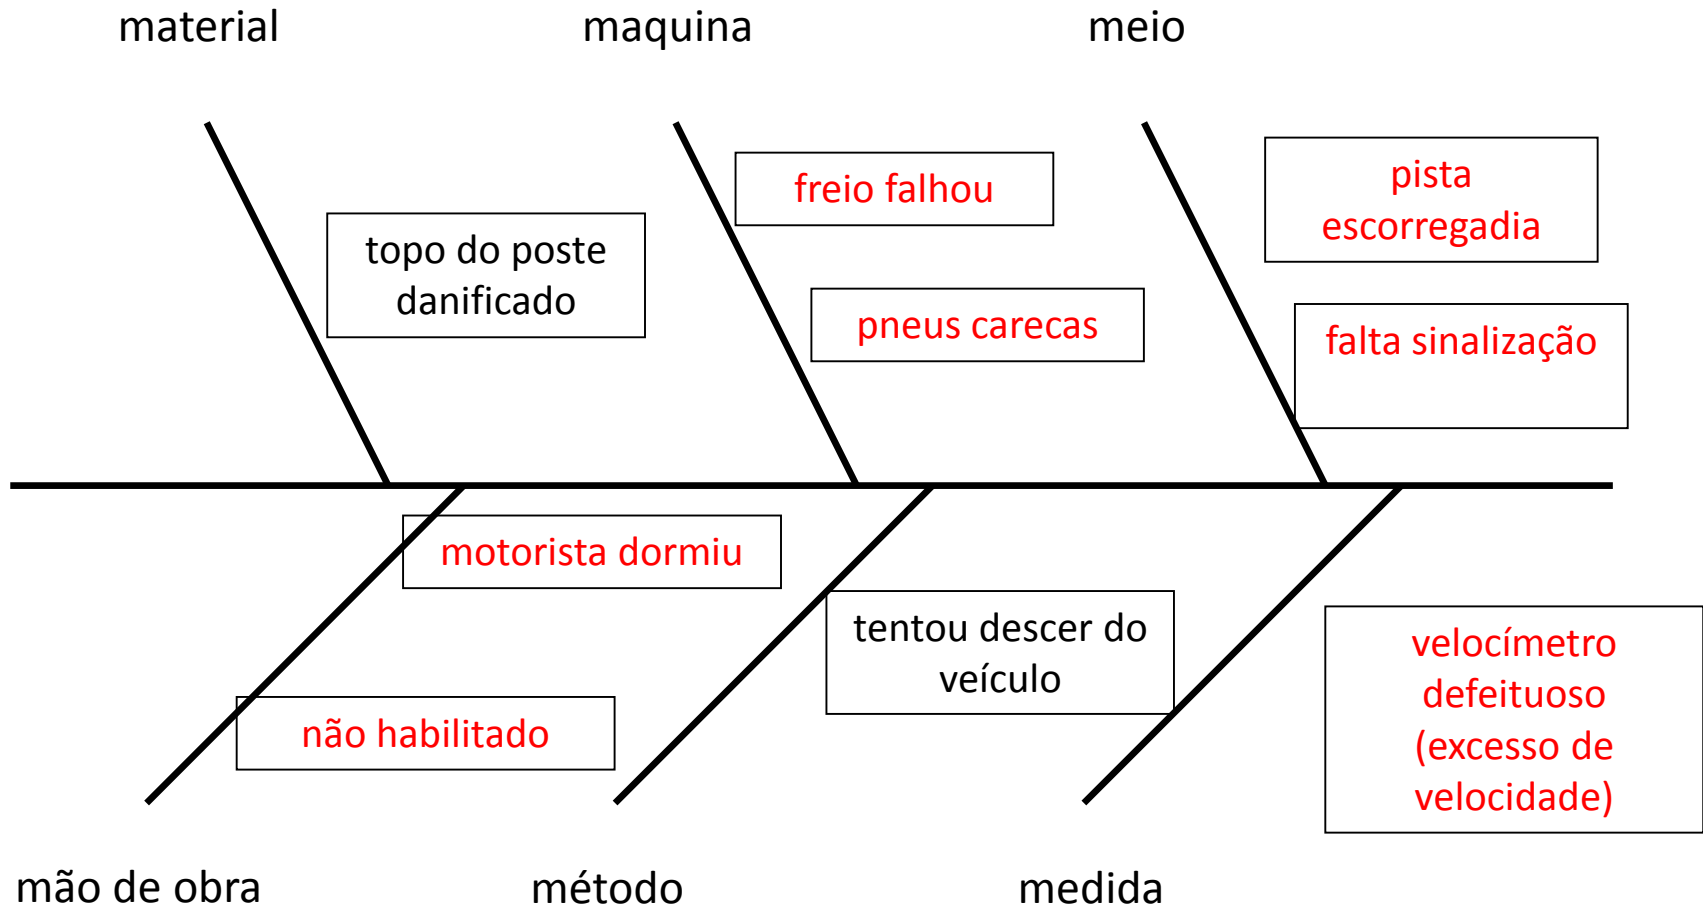 material
maquina
meio
freio falhou
pista
escorregadia
topo do poste
danificado
pneus carecas
falta sinalização
motorista dormiu
tentou descer do
veículo
velocímetro
defeituoso
(excesso de
velocidade)
não habilitado
mão de obra
método
medida